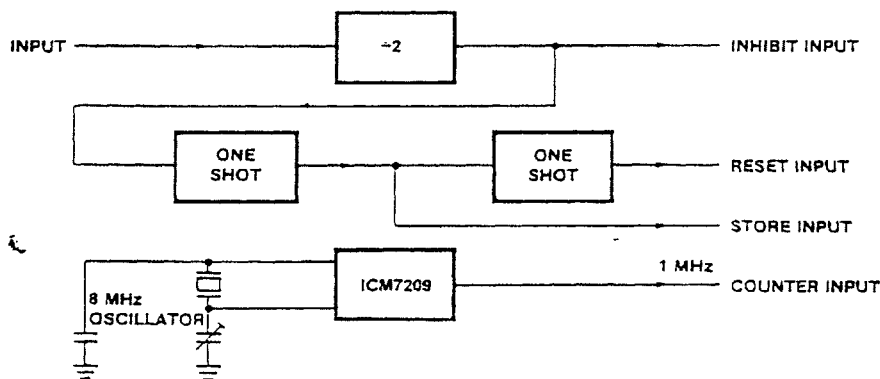 INPUT
÷2
INHIBIT INPUT
ONE
SHOT
ONE
SHOT
RESET INPUT
STORE INPUT
8 MHz
OSCILLATOR
ICM7209
1 MHz
COUNTER INPUT